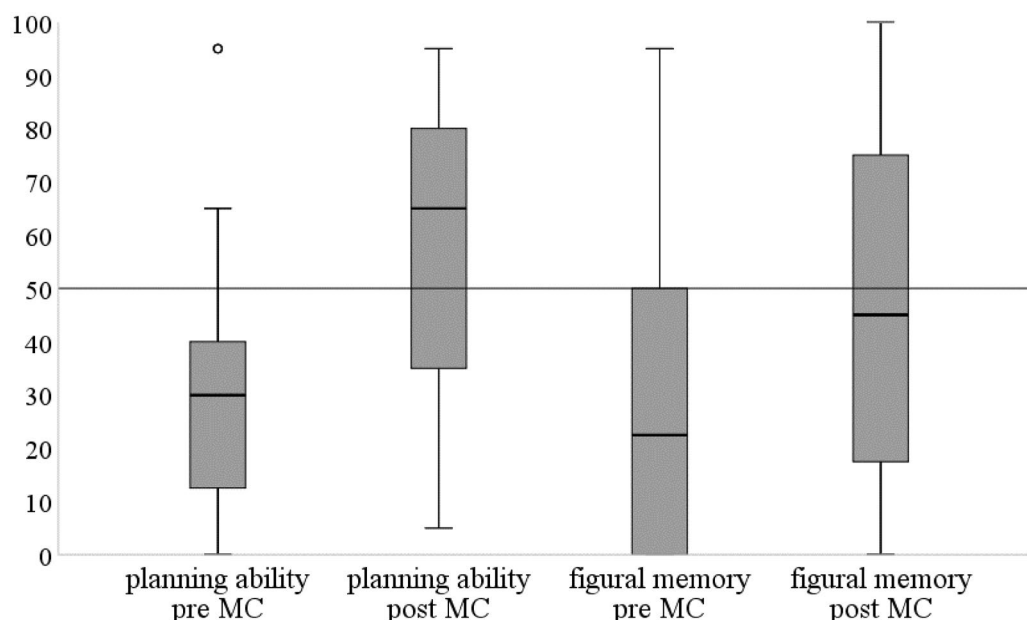 100
90
80
70
60
50
40
30
20
10
0
planning ability
pre MC
planning ability
post MC
figural memory
pre MC
figural memory
post MC